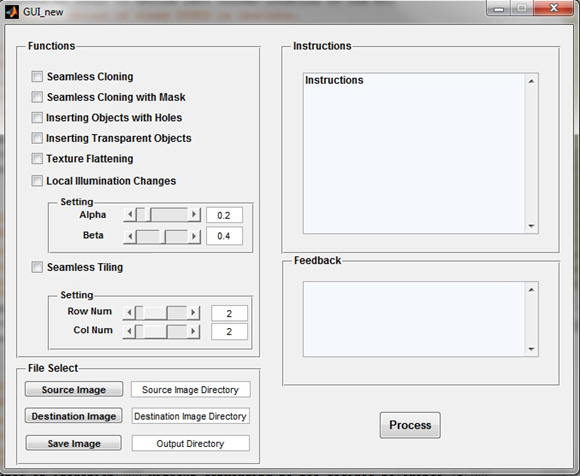 GUI_new
Functions
Seamless Cloning
Seamless Cloning with Mask
Inserting Objects with Holes
Inserting Transparent Objects
Texture Flattening
Local Illumination Changes
Setting
Alpha 0.2
Beta 0.4
Seamless Tiling
Setting
Row Num 2
Col Num 2
File Select
Source Image Source Image Directory
Destination Image Destination Image Directory
Save Image Output Directory
Instructions
Instructions
Feedback
Process